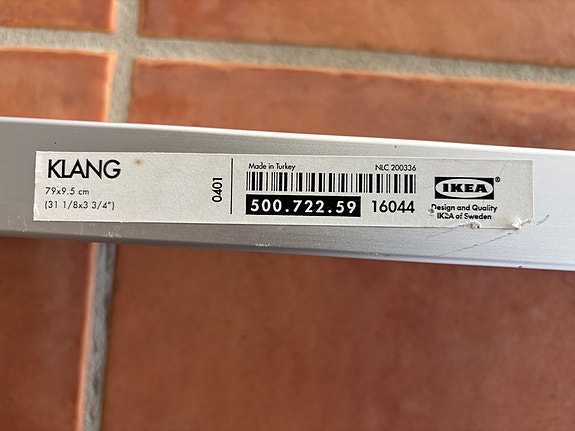 KLANG
79x9.5 cm
(31 1/8x3 3/4")
0401
Made in Turkey
NLC 200336
500.722.59 16044
IKEA®
Design and Quality
IKEA of Sweden